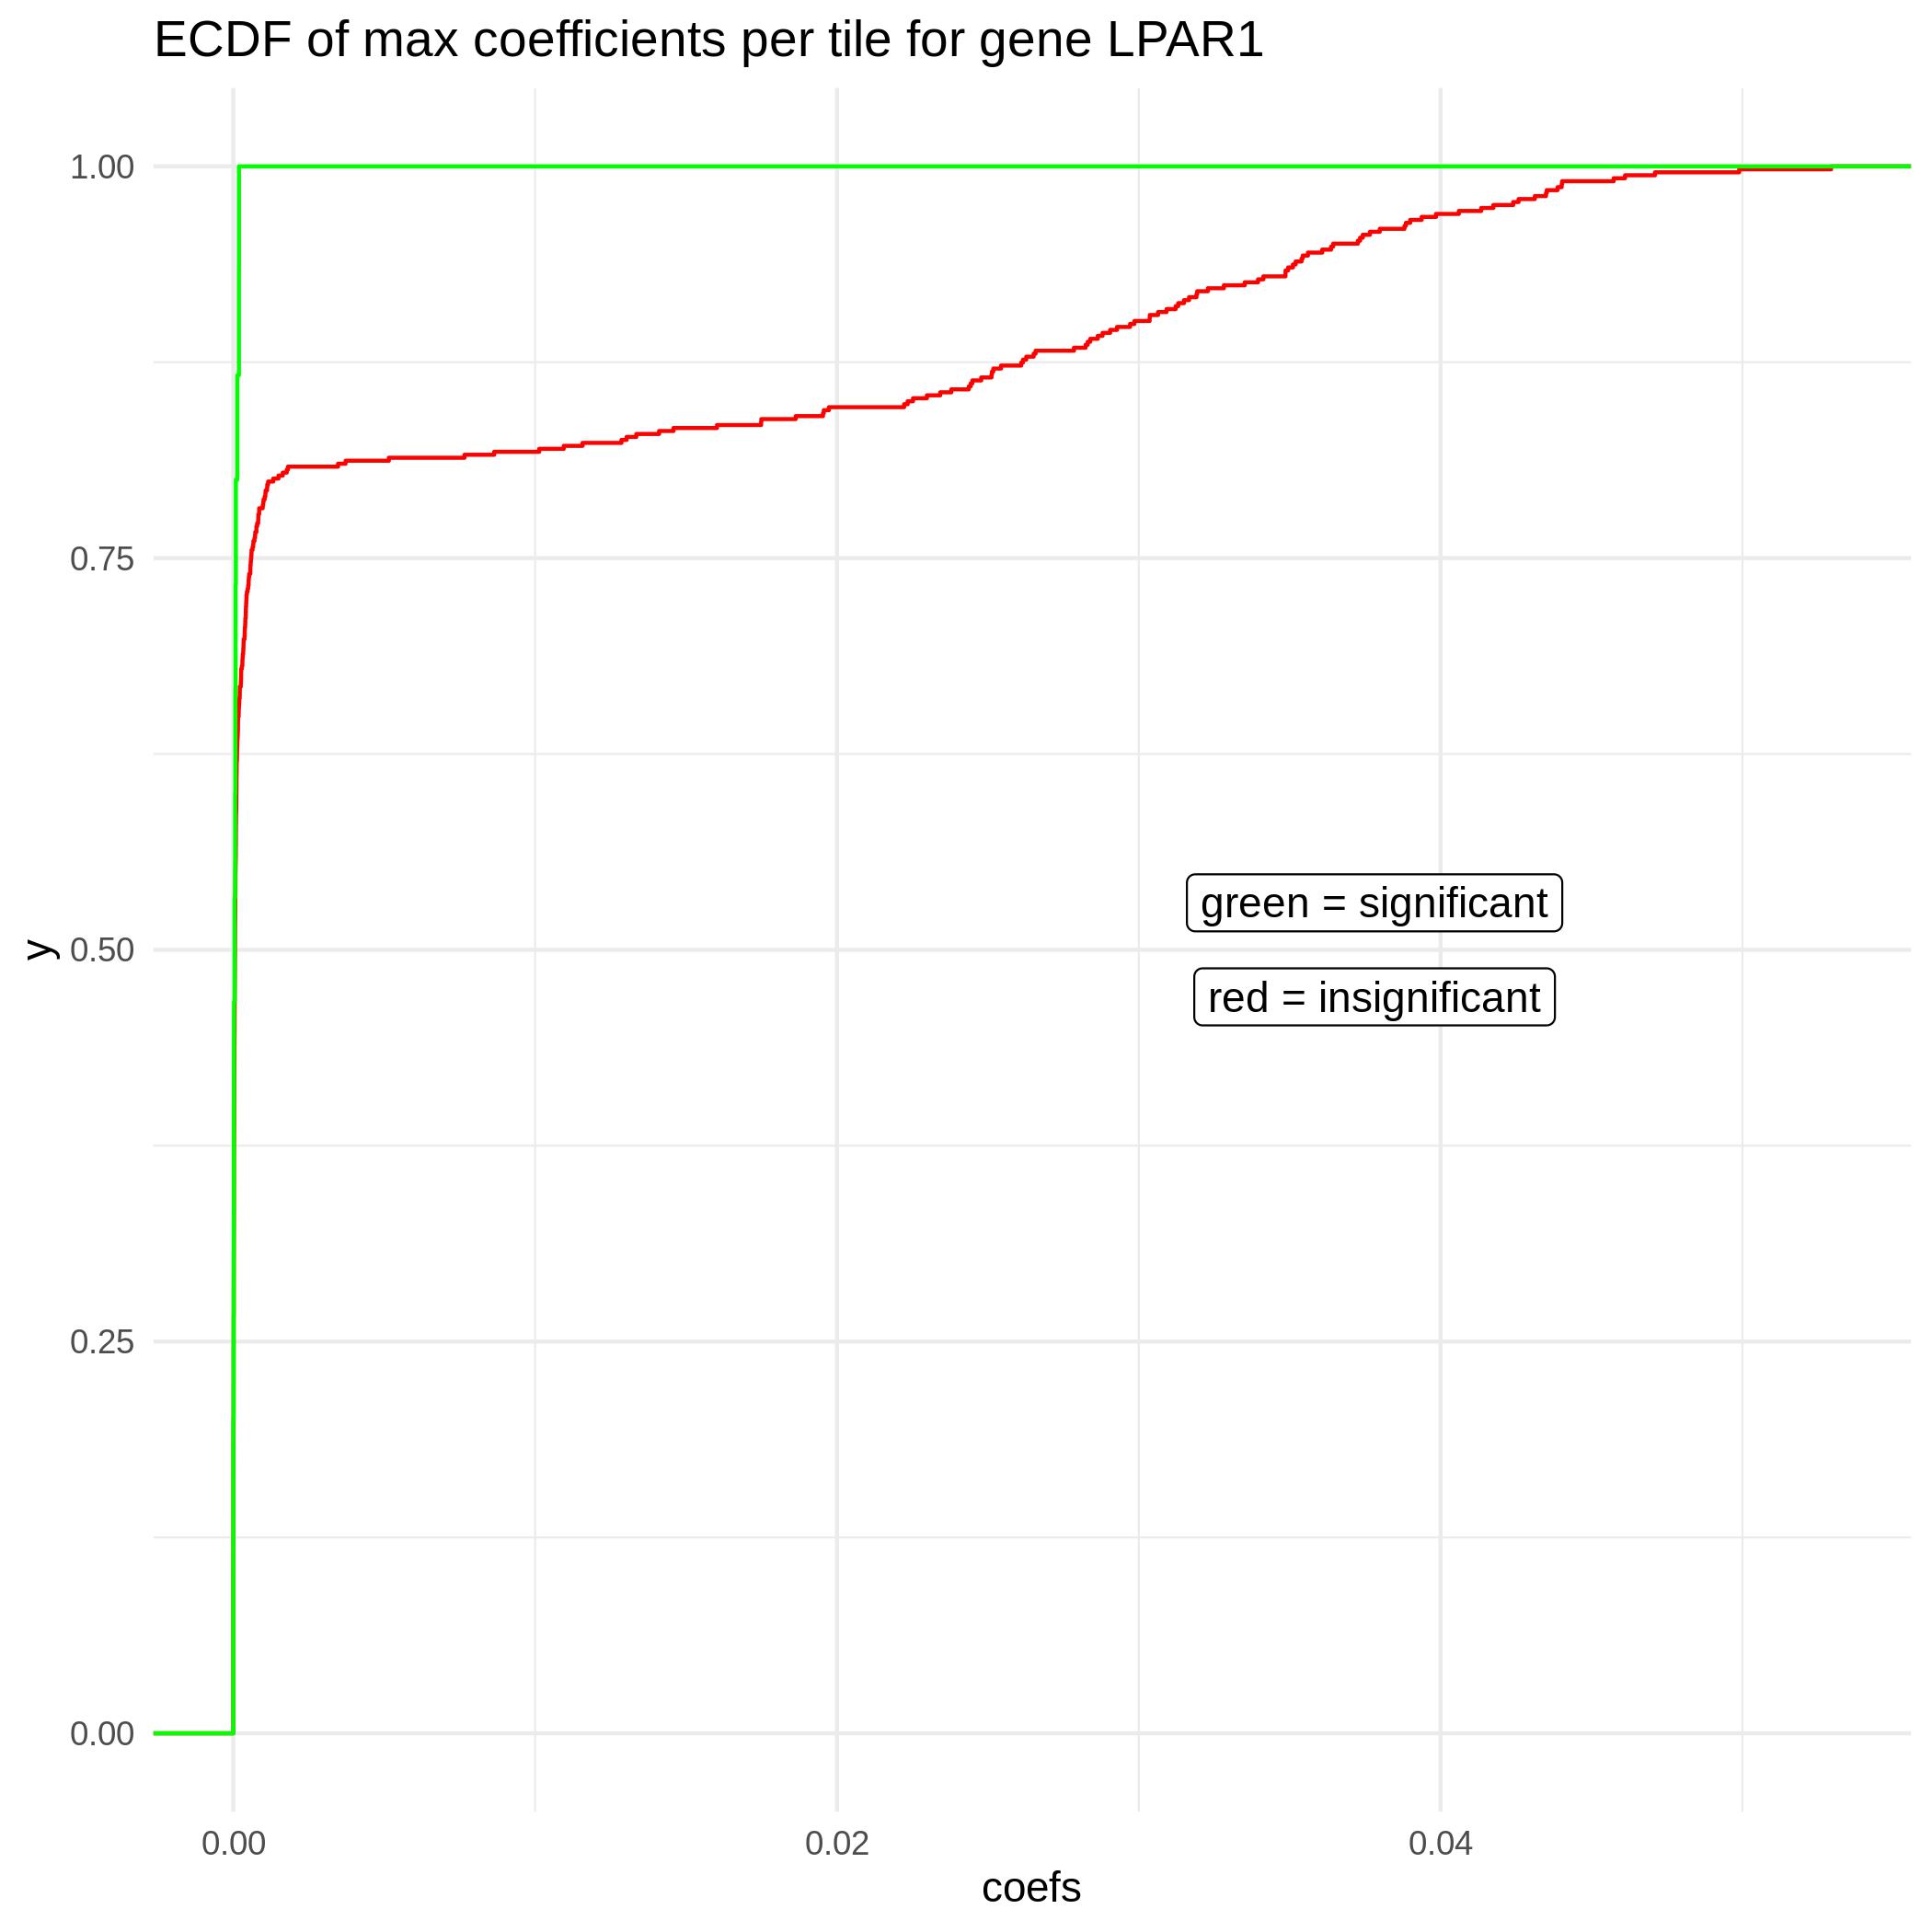 ECDF of max coefficients per tile for gene LPAR1
1.00
0.75
0.50
0.25
0.00
y
green = significant
red = insignificant
0.00 0.02 0.04
coefs